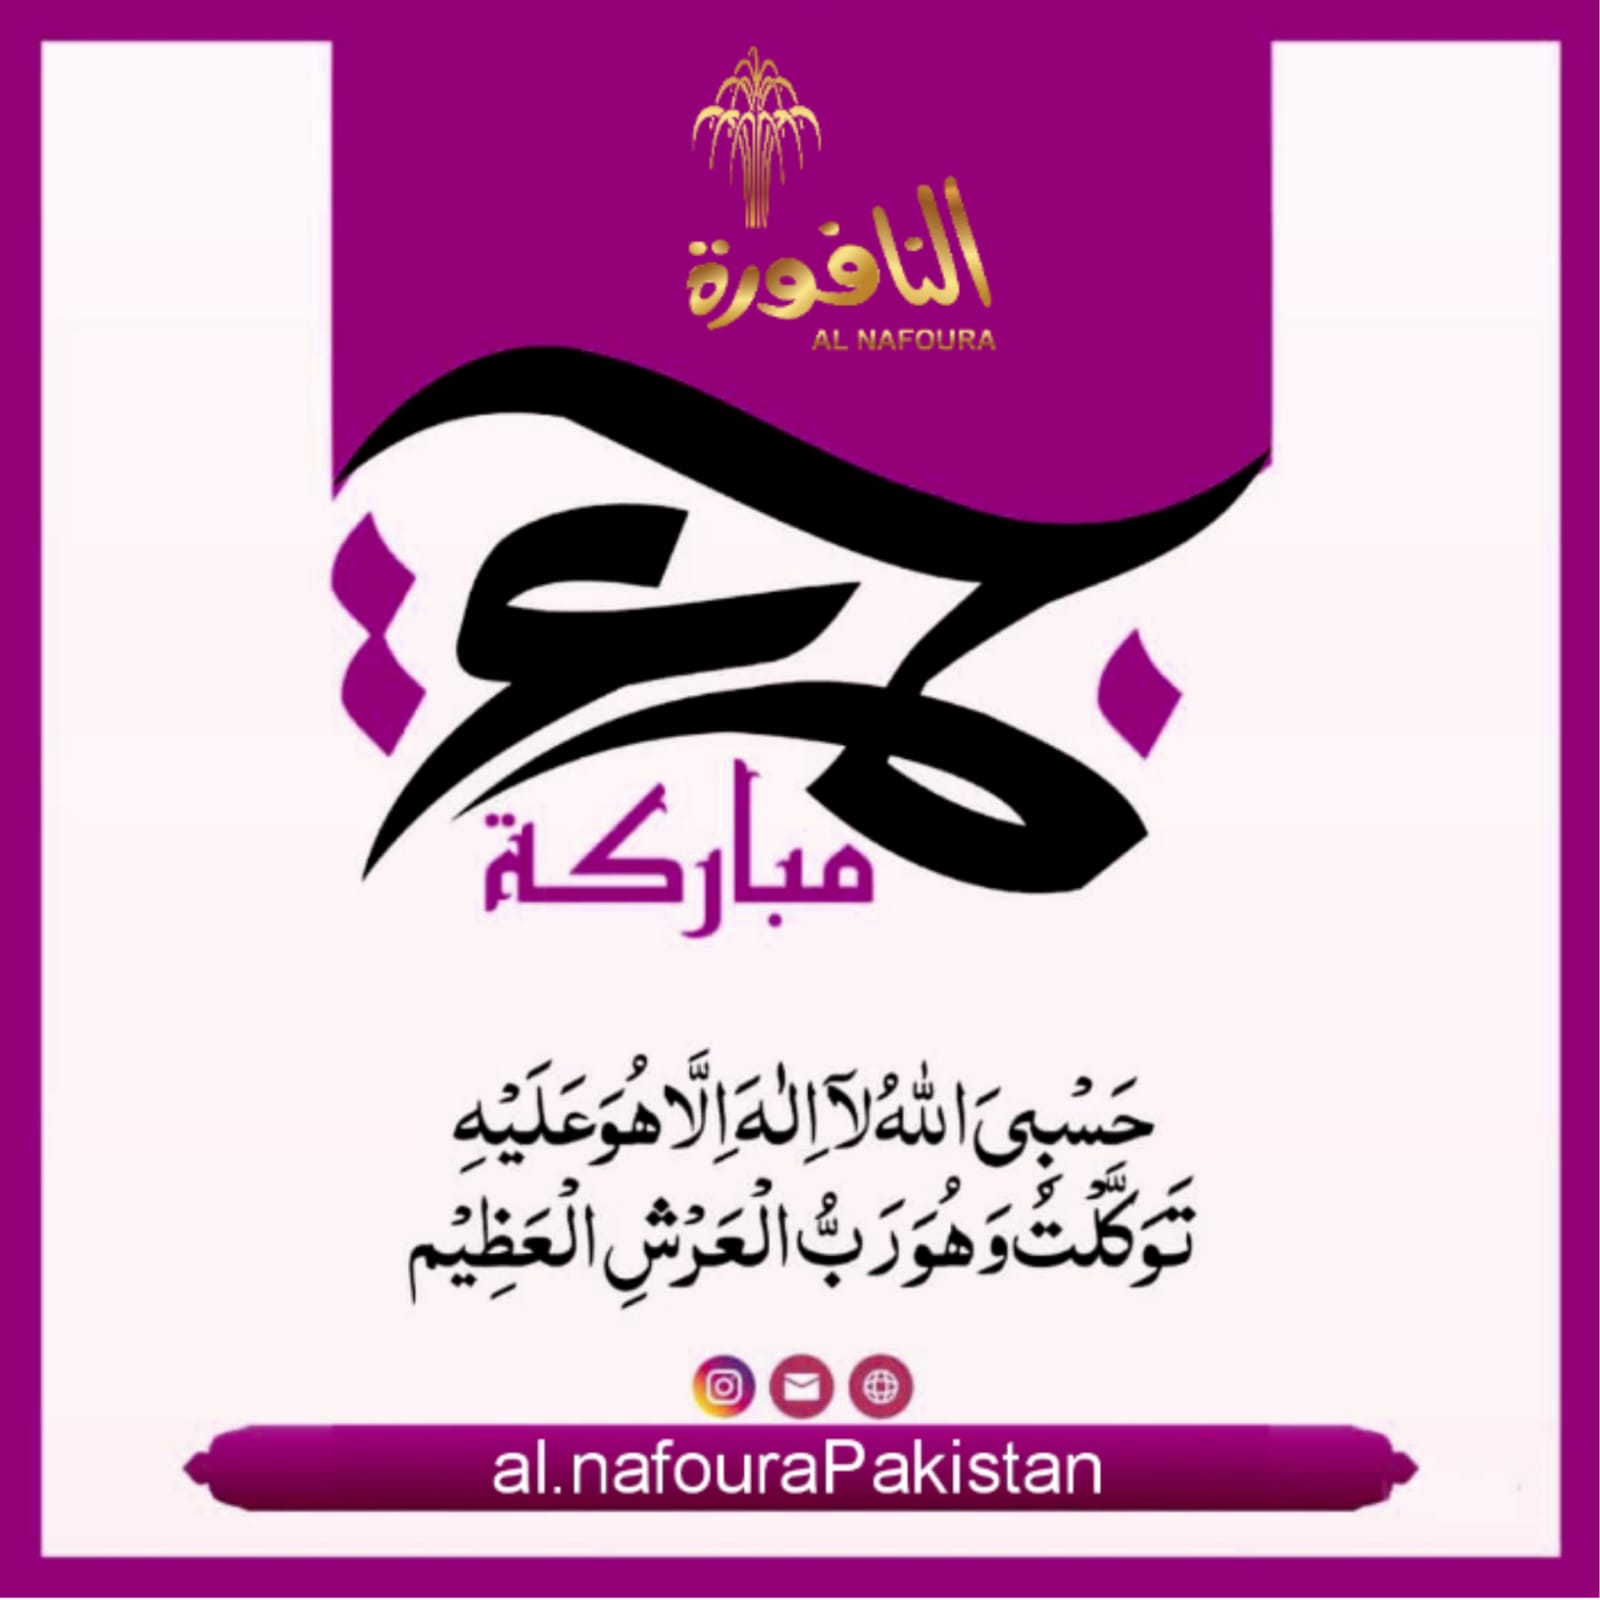 النافورة
AL NAFOURA
جمعة
مباركة
حَسْبِیَ اللّٰهُ لَآ اِلٰهَ اِلَّا هُوَ عَلَيْهِ
تَوَكَّلْتُ وَهُوَ رَبُّ الْعَرْشِ الْعَظِيْم
al.nafouraPakistan